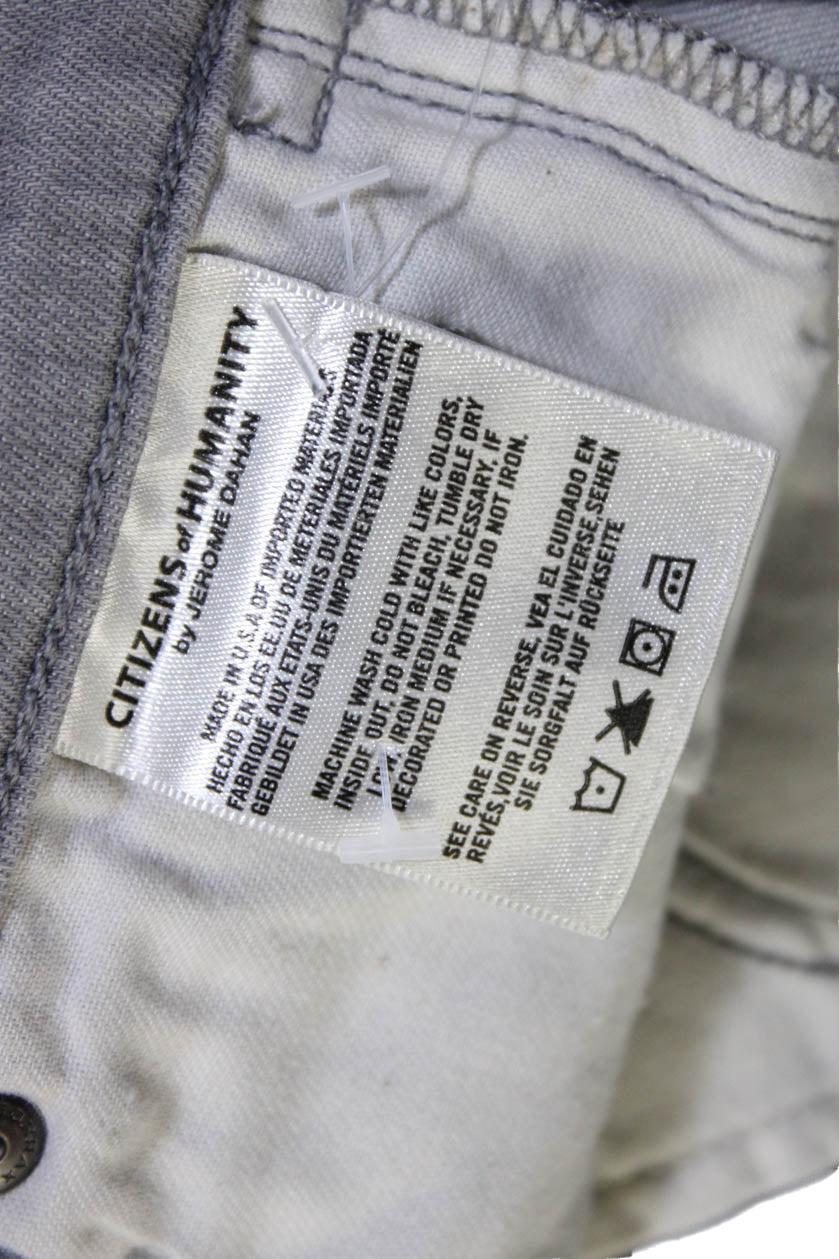 CITIZENS of HUMANITY
by JEROME DAHAN
MADE IN U.S.A OF IMPORTED MATERIALS
HECHO EN LOS EE.UU DE METERIALES IMPORTADA
FABRIQUÉ AUX ETATS-UNIS DU MATÉRIELS IMPORTÉ
GEBILDET IN USA DES IMPORTIERTEN MATERIALIEN
MACHINE WASH COLD WITH LIKE COLORS,
INSIDE OUT, DO NOT BLEACH, TUMBLE DRY
LOW, IRON MEDIUM IF NECESSARY, IF
DECORATED OR PRINTED DO NOT IRON.
SEE CARE ON REVERSE, VEA EL CUIDADO EN
REVÉS,VOIR LE SOIN SUR L'INVERSE,SEHEN
SIE SORGFALT AUF RÜCKSEITE